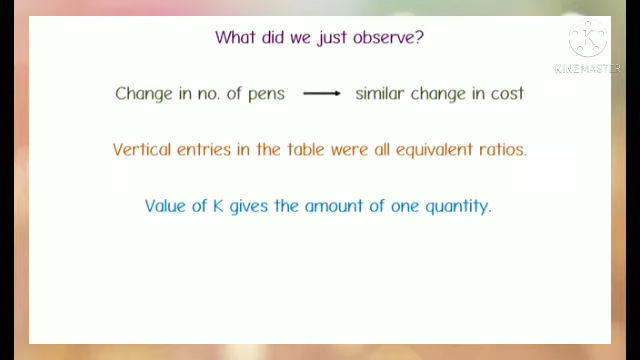 What did we just observe?
K
KINEMASTER
Change in no. of pens → similar change in cost
Vertical entries in the table were all equivalent ratios.
Value of K gives the amount of one quantity.